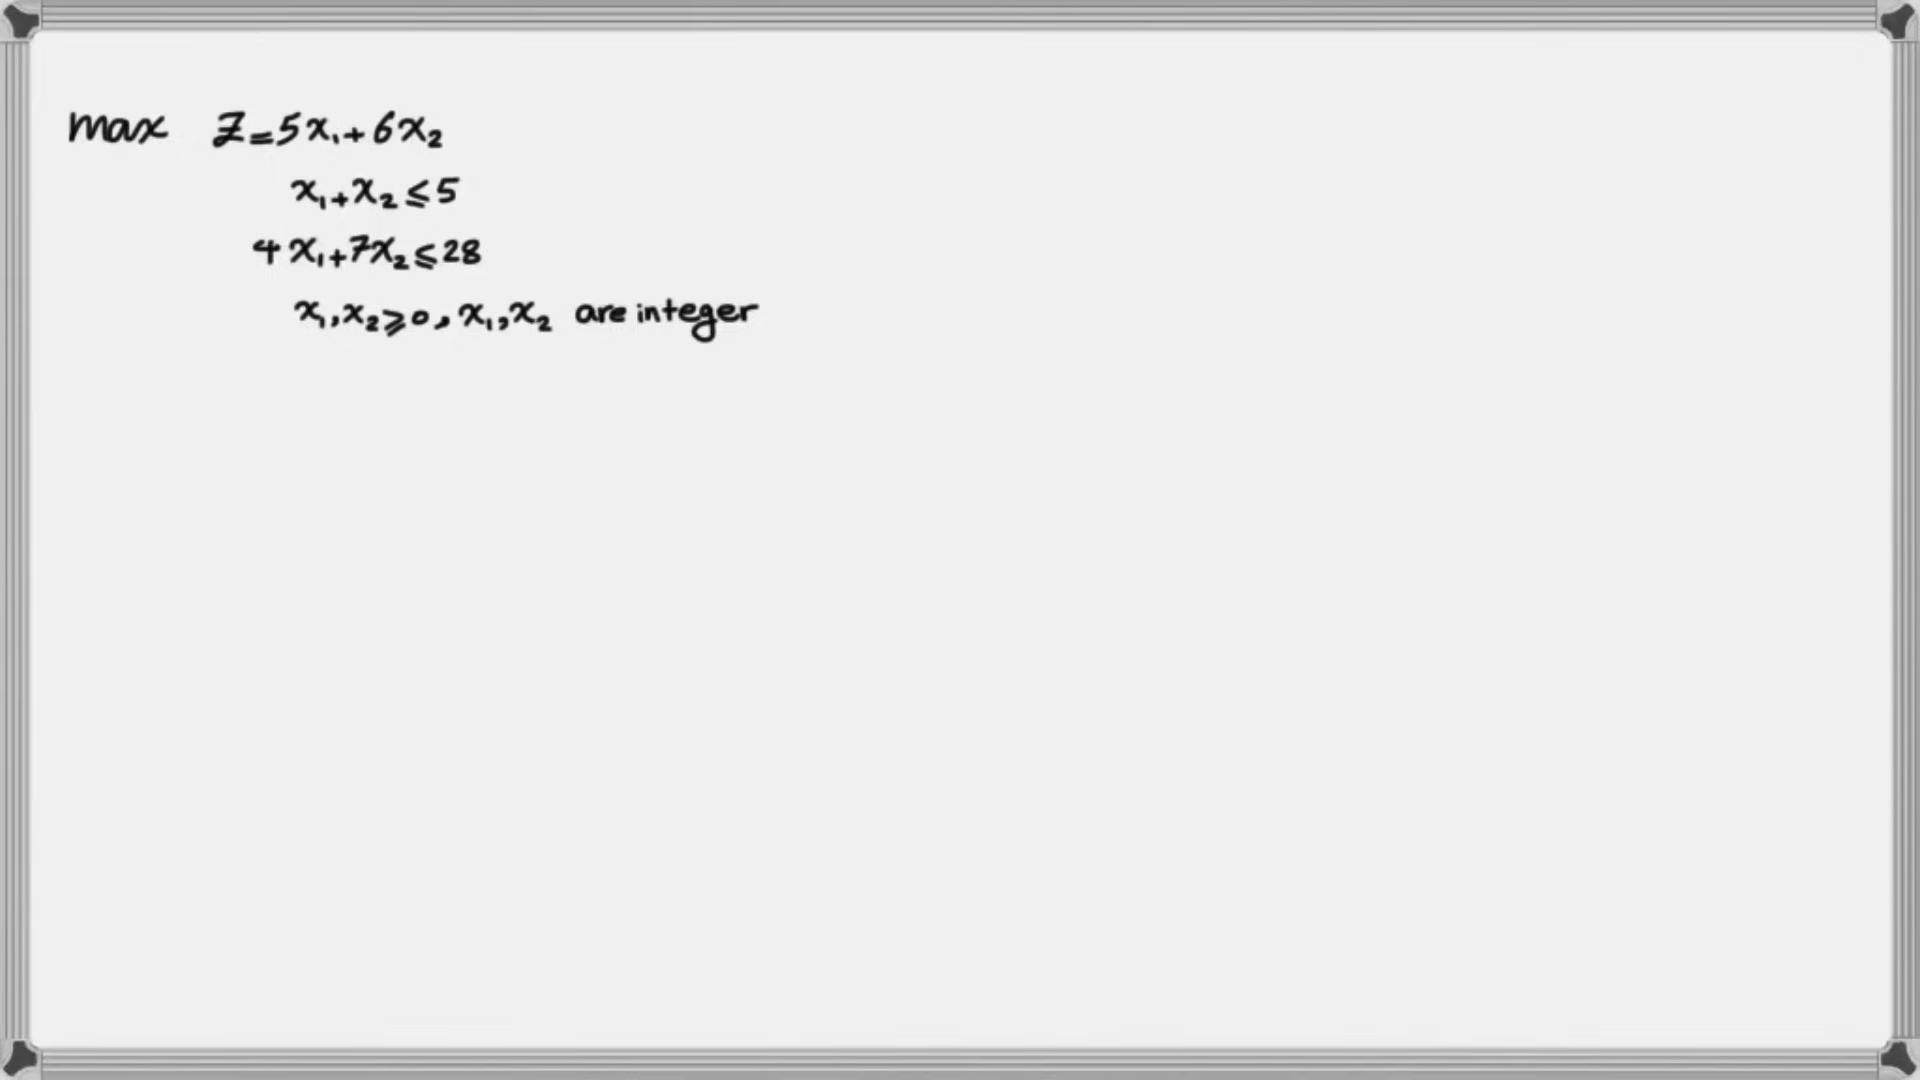 max Z=5x₁+6x₂
x₁+x₂≤5
4x₁+7x₂≤28
x₁,x₂≥0, x₁,x₂ are integer